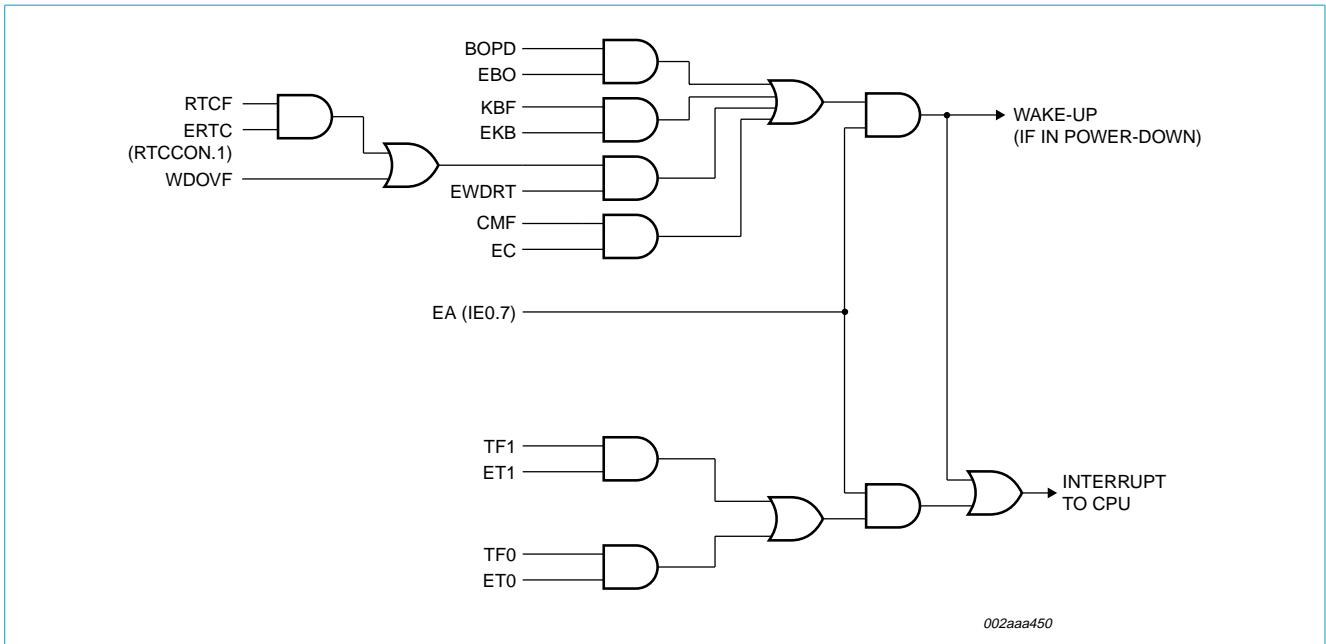 BOPD
EBO
RTCF
KBF
WAKE-UP
ERTC
EKB
(IF IN POWER-DOWN)
(RTCCON.1)
WDOVF
EWDRT
CMF
EC
EA (IE0.7)
TF1
ET1
INTERRUPT
TO CPU
TF0
ET0
002aaa450